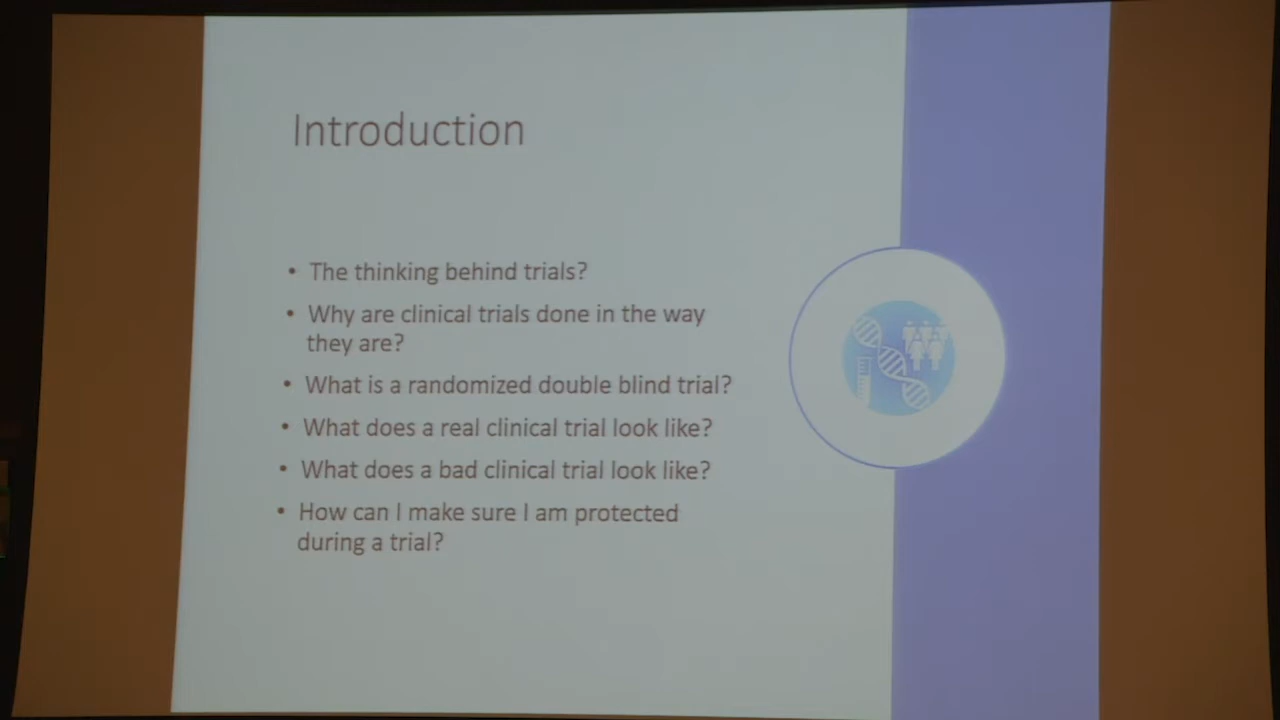 Introduction
• The thinking behind trials?
• Why are clinical trials done in the way
they are?
• What is a randomized double blind trial?
• What does a real clinical trial look like?
• What does a bad clinical trial look like?
• How can I make sure I am protected
during a trial?